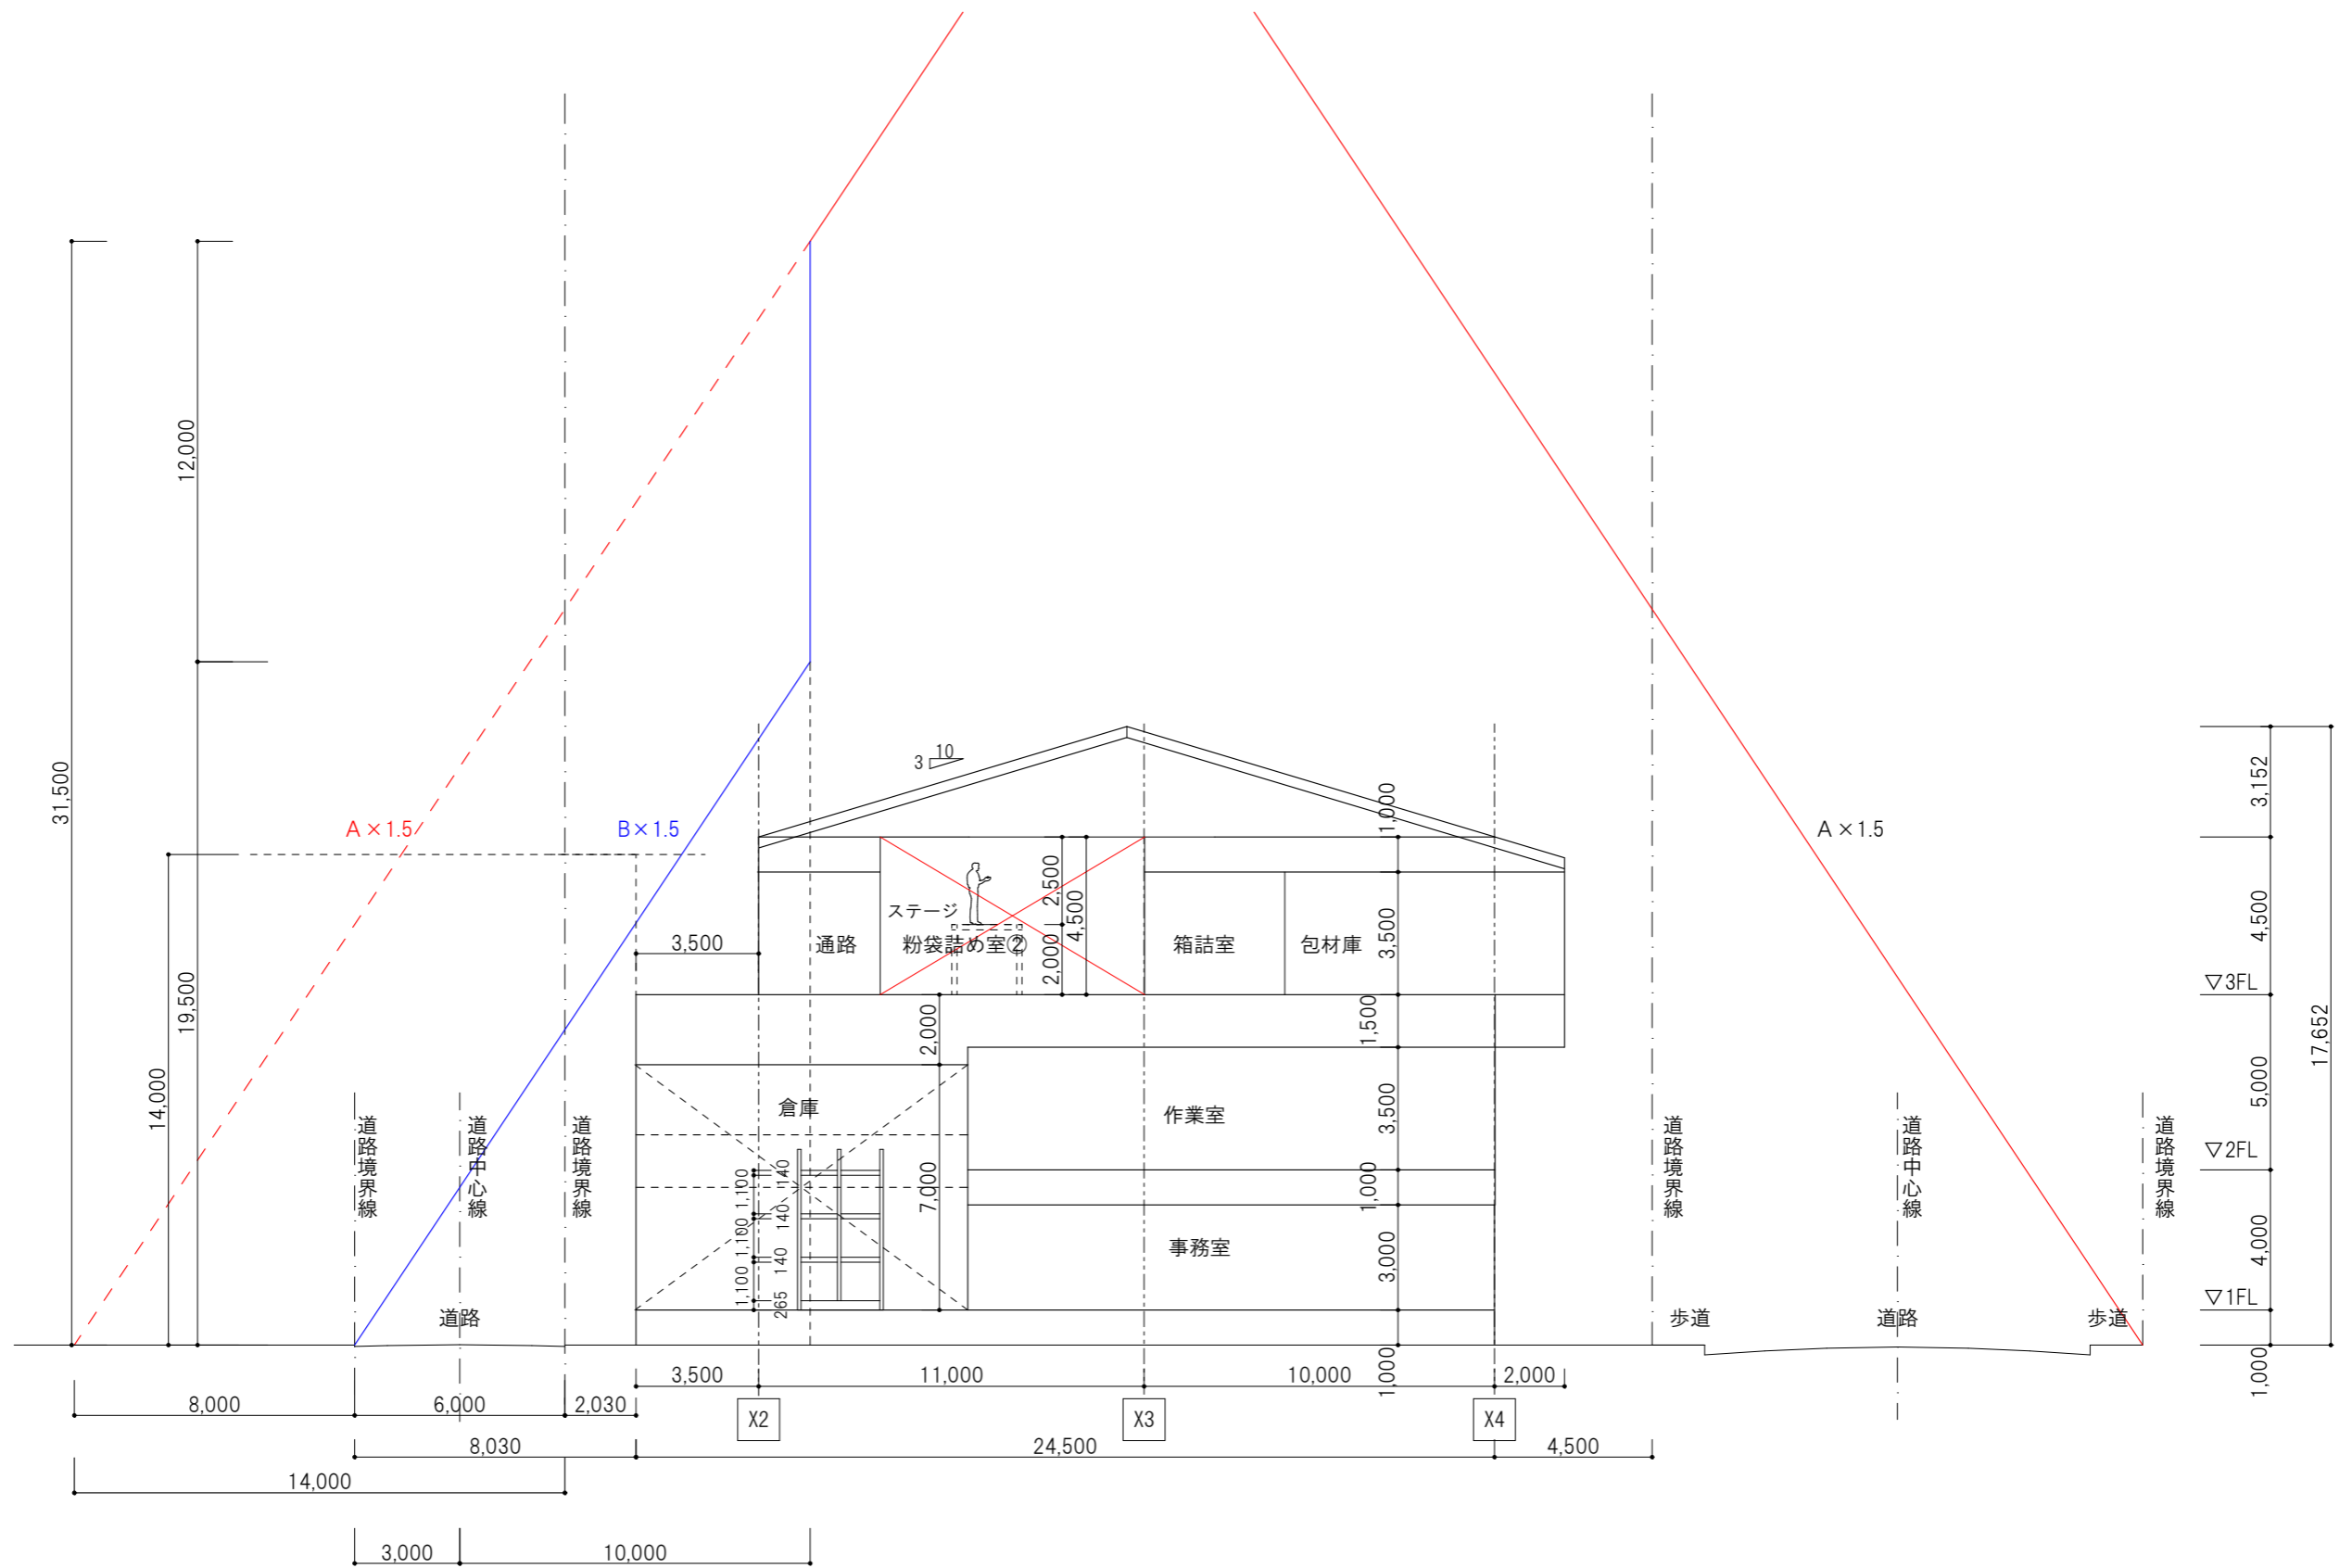 12,000
31,500
A×1.5
B×1.5
A×1.5
3
10
3,152
1,000
14,000
19,500
3,500
ステージ
通路
粉袋詰め室②
2,500
2,000
4,500
箱詰室
包材庫
3,500
4,500
▽3FL
2,000
1,500
17,652
倉庫
作業室
3,500
5,000
道路境界線
道路中心線
道路境界線
道路境界線
道路中心線
道路境界線
▽2FL
1,100
140
1,100
140
1,100
140
265
7,000
1,000
事務室
3,000
4,000
▽1FL
道路
歩道
道路
歩道
3,500
11,000
10,000
1,000
2,000
1,000
8,000
6,000
2,030
X2
X3
X4
8,030
24,500
4,500
14,000
3,000
10,000